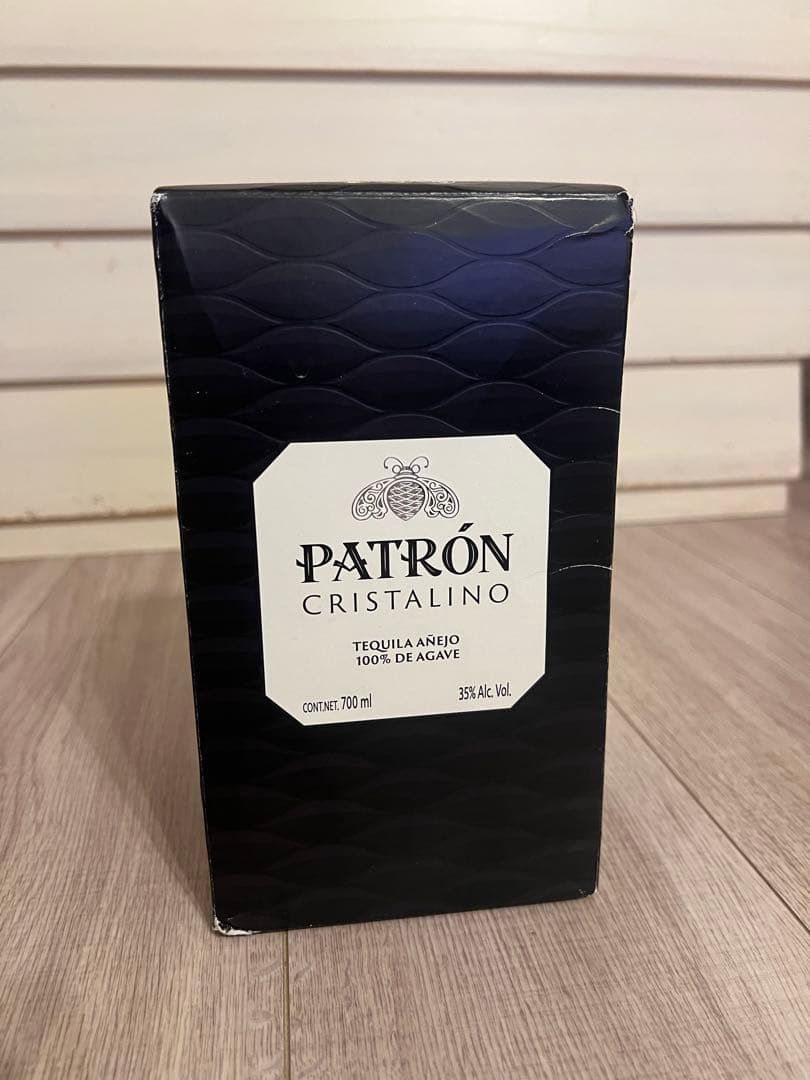 PATRÓN
CRISTALINO
TEQUILA AÑEJO
100% DE AGAVE
CONT.NET. 700 ml 35% Alc. Vol.